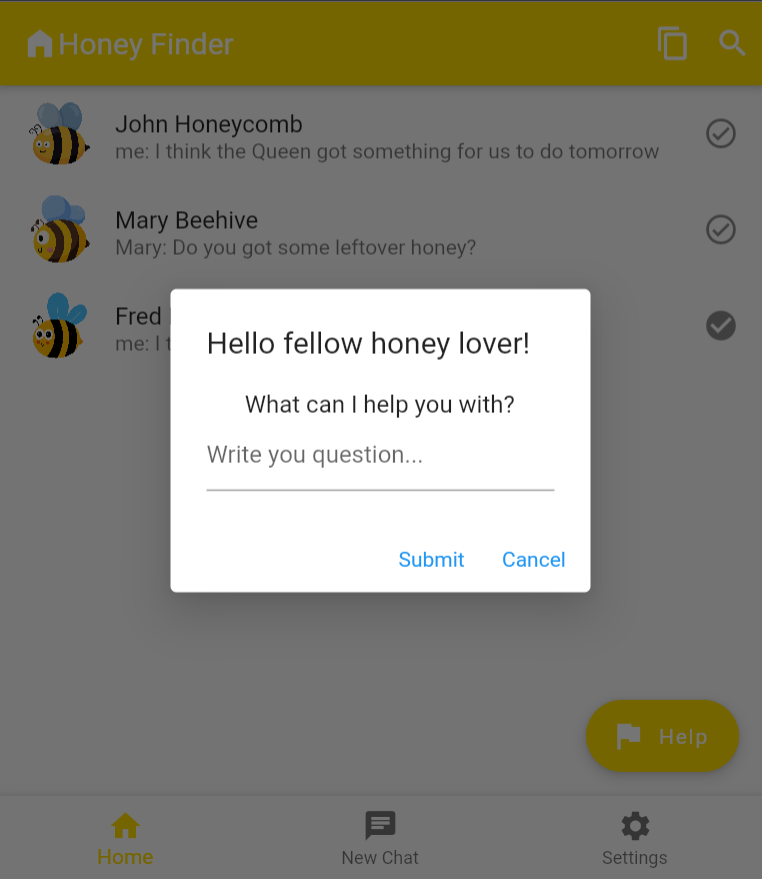 Honey Finder
John Honeycomb
me: I think the Queen got something for us to do tomorrow
Mary Beehive
Mary: Do you got some leftover honey?
Fred
me: I
Hello fellow honey lover!
What can I help you with?
Write you question...
Submit Cancel
Help
Home New Chat Settings